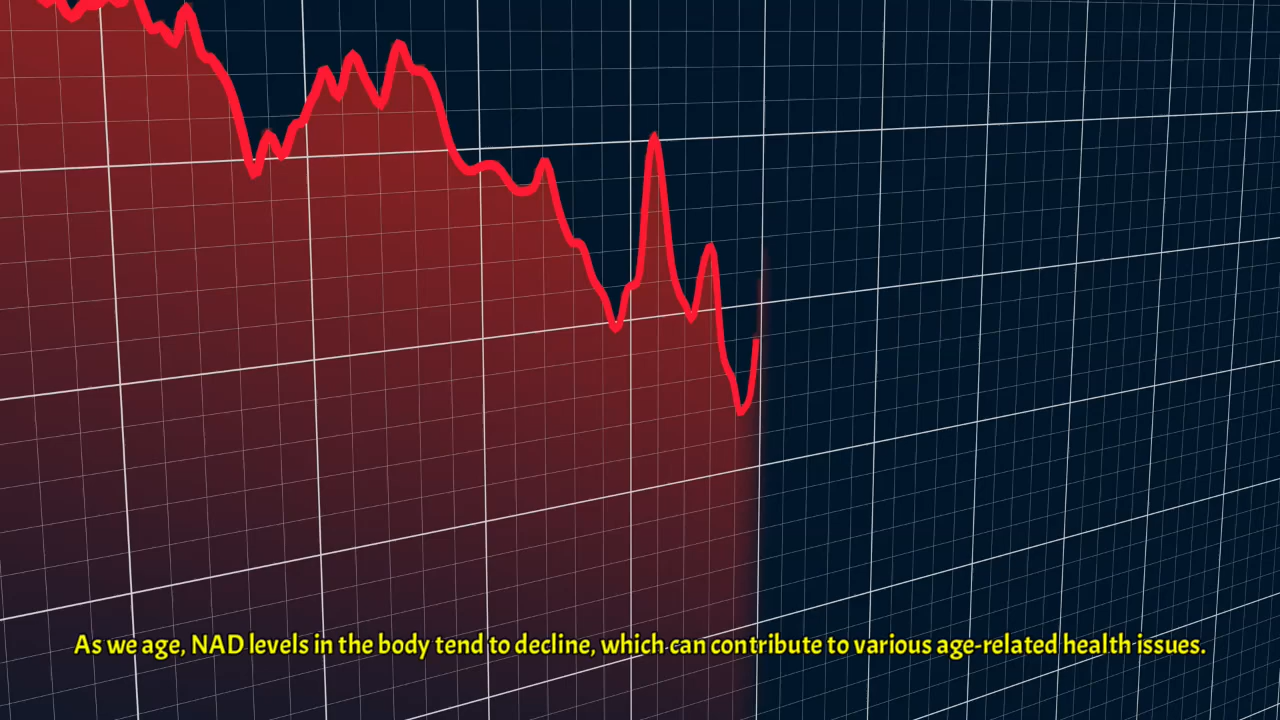 As we age, NAD levels in the body tend to decline, which can contribute to various age-related health issues.